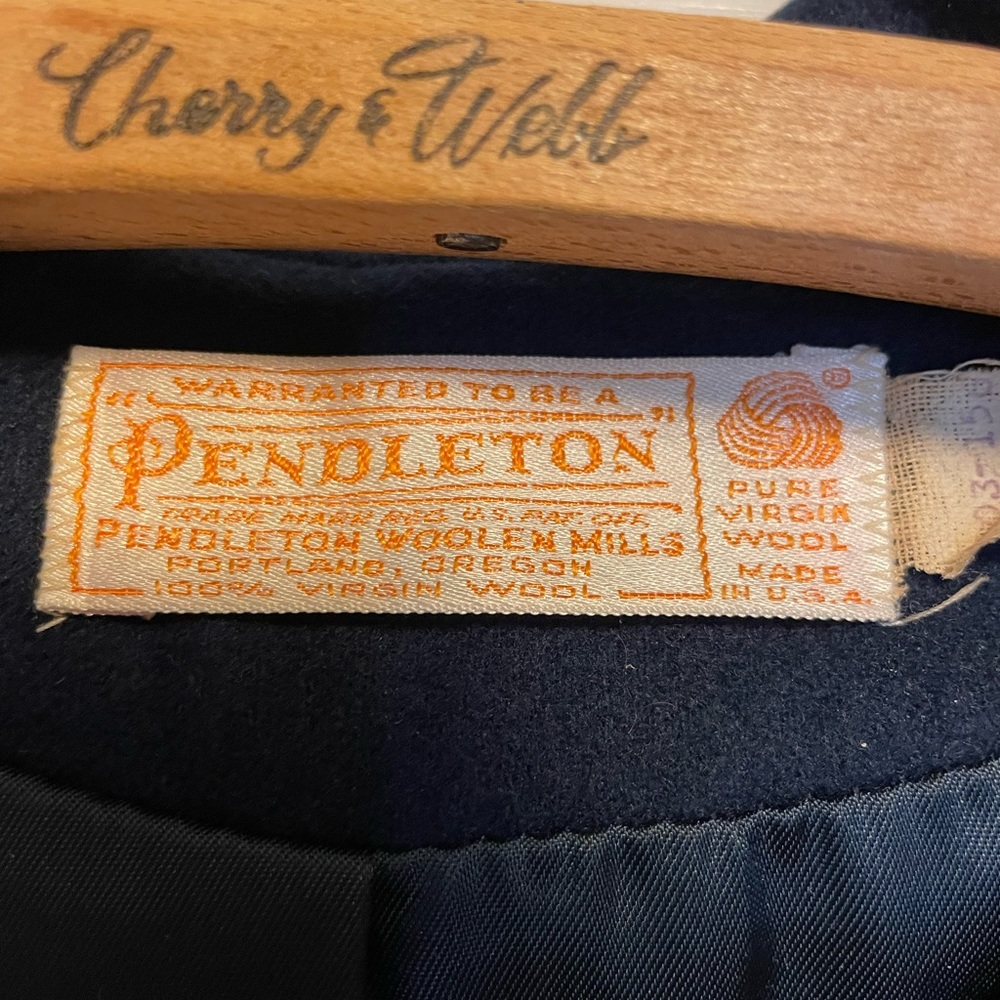 Cherry & Webb
"WARRANTED TO BE A
PENDLETON"
TRADE MARK REG. U.S. PAT. OFF.
PENDLETON WOOLEN MILLS
PORTLAND, OREGON
100% VIRGIN WOOL
®
PURE
VIRGIN
WOOL
MADE
IN U.S.A.